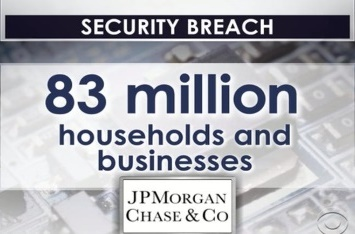 SECURITY BREACH
83 million
households and
businesses
JPMORGAN
CHASE & CO